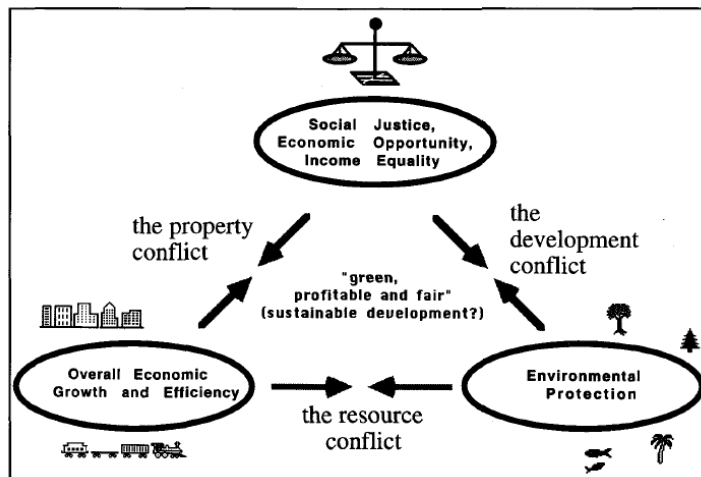 Social Justice,
Economic Opportunity,
Income Equality
the property
conflict
the
development
conflict
"green,
profitable and fair"
(sustainable development?)
Overall Economic
Growth and Efficiency
Environmental
Protection
the resource
conflict